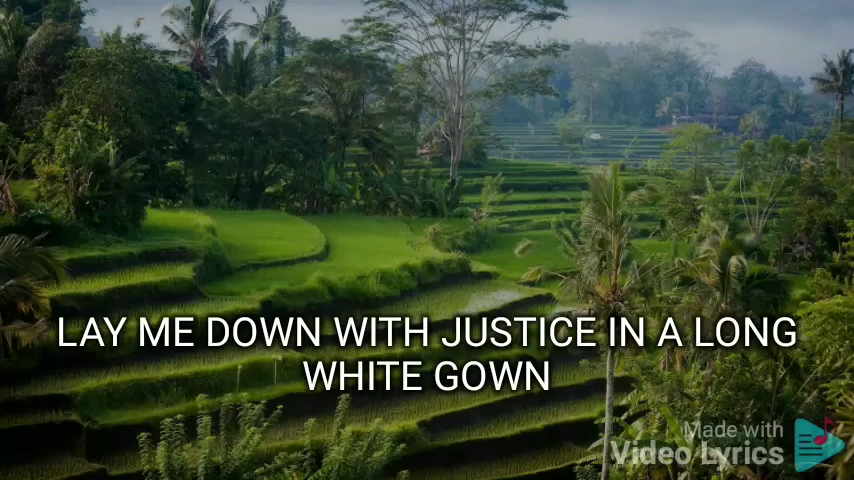 LAY ME DOWN WITH JUSTICE IN A LONG
WHITE GOWN
Made with
Video Lyrics